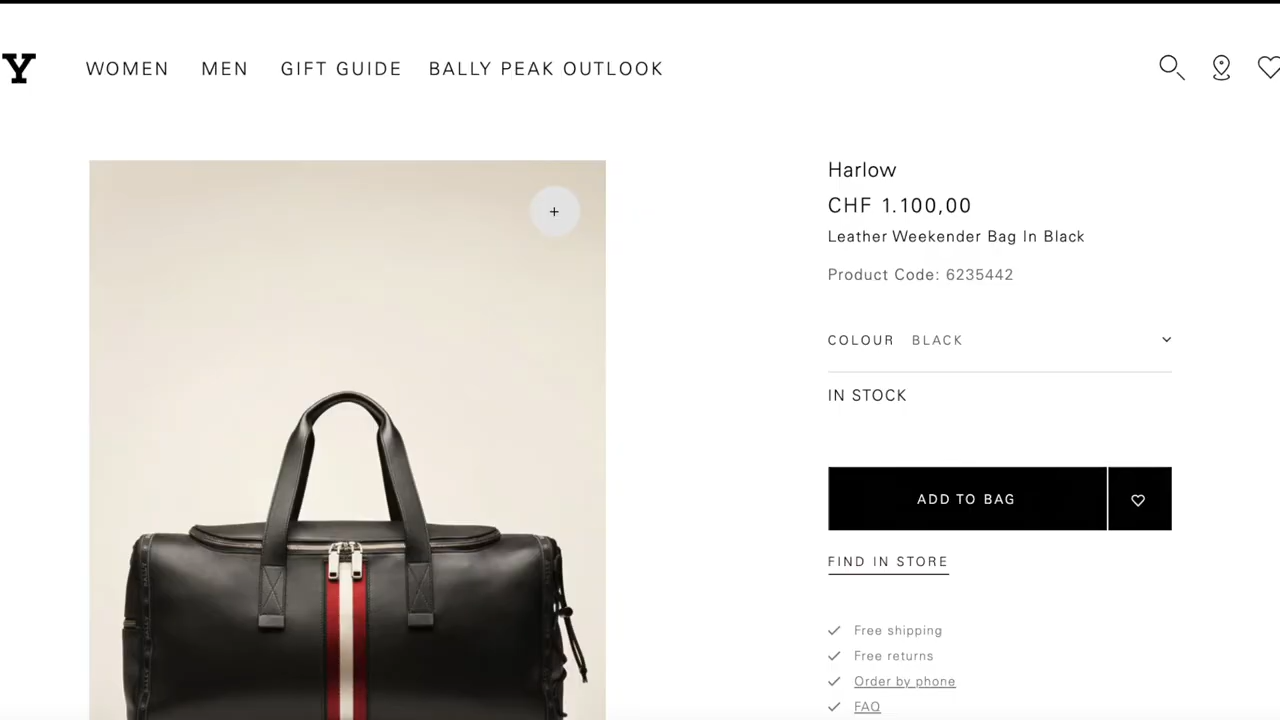 Y
WOMEN MEN GIFT GUIDE BALLY PEAK OUTLOOK
Harlow
CHF 1.100,00
Leather Weekender Bag In Black
Product Code: 6235442
COLOUR BLACK
IN STOCK
ADD TO BAG
FIND IN STORE
Free shipping
Free returns
Order by phone
FAQ